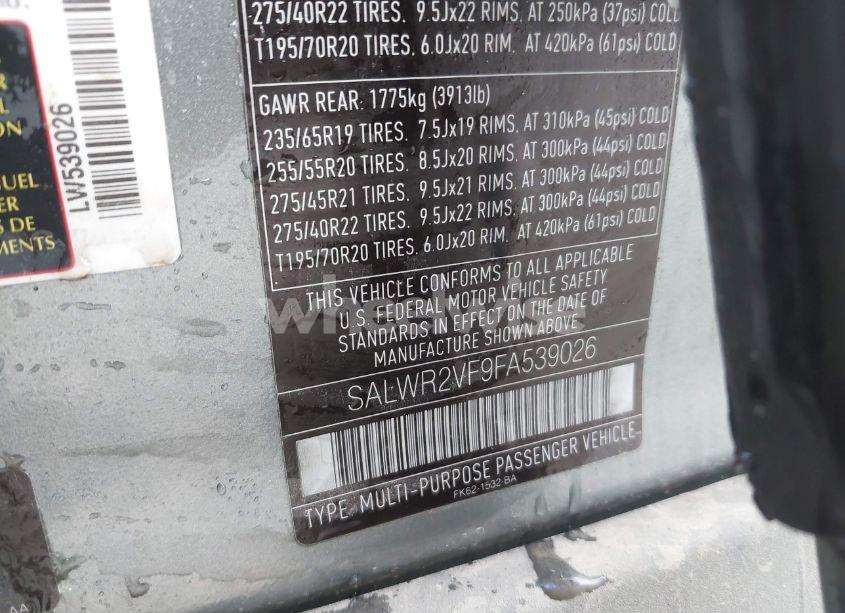 275/40R22 TIRES. 9.5Jx22 RIMS. AT 250kPa (37psi) COLD
T195/70R20 TIRES. 6.0Jx20 RIM. AT 420kPa (61psi) COLD
GAWR REAR: 1775kg (3913lb)
235/65R19 TIRES. 7.5Jx19 RIMS. AT 310kPa (45psi) COLD
255/55R20 TIRES. 8.5Jx20 RIMS. AT 300kPa (44psi) COLD
275/45R21 TIRES. 9.5Jx21 RIMS. AT 300kPa (44psi) COLD
275/40R22 TIRES. 9.5Jx22 RIMS. AT 300kPa (44psi) COLD
T195/70R20 TIRES. 6.0Jx20 RIM. AT 420kPa (61psi) COLD
THIS VEHICLE CONFORMS TO ALL APPLICABLE
U.S. FEDERAL MOTOR VEHICLE SAFETY
STANDARDS IN EFFECT ON THE DATE OF
MANUFACTURE SHOWN ABOVE.
SALWR2VF9FA539026
TYPE: MULTI-PURPOSE PASSENGER VEHICLE
FK62-1532-BA
LW539026
ION
NUEL
ER
S DE
MENTS
AA